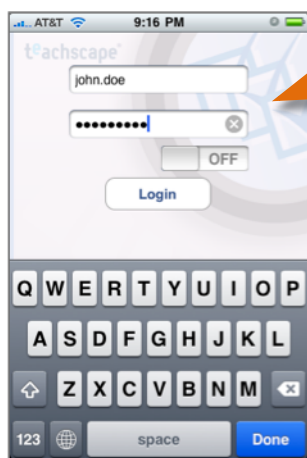 AT&T 9:16 PM
teachscape
john.doe
•••••••••
OFF
Login
Q W E R T Y U I O P
A S D F G H J K L
Z X C V B N M
123 space Done